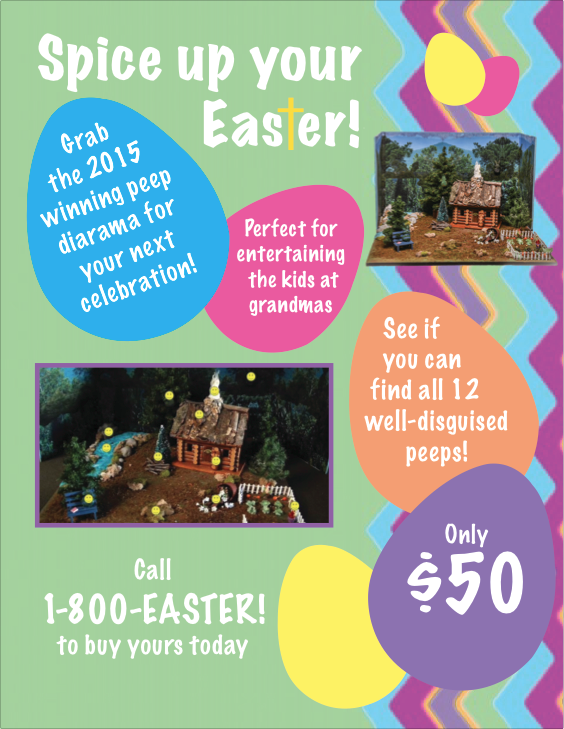 Spice up your
Easter!
Grab
the 2015
winning peep
diarama for
your next
celebration!
Perfect for
entertaining
the kids at
grandmas
See if
you can
find all 12
well-disguised
peeps!
Only
$50
Call
1-800-EASTER!
to buy yours today